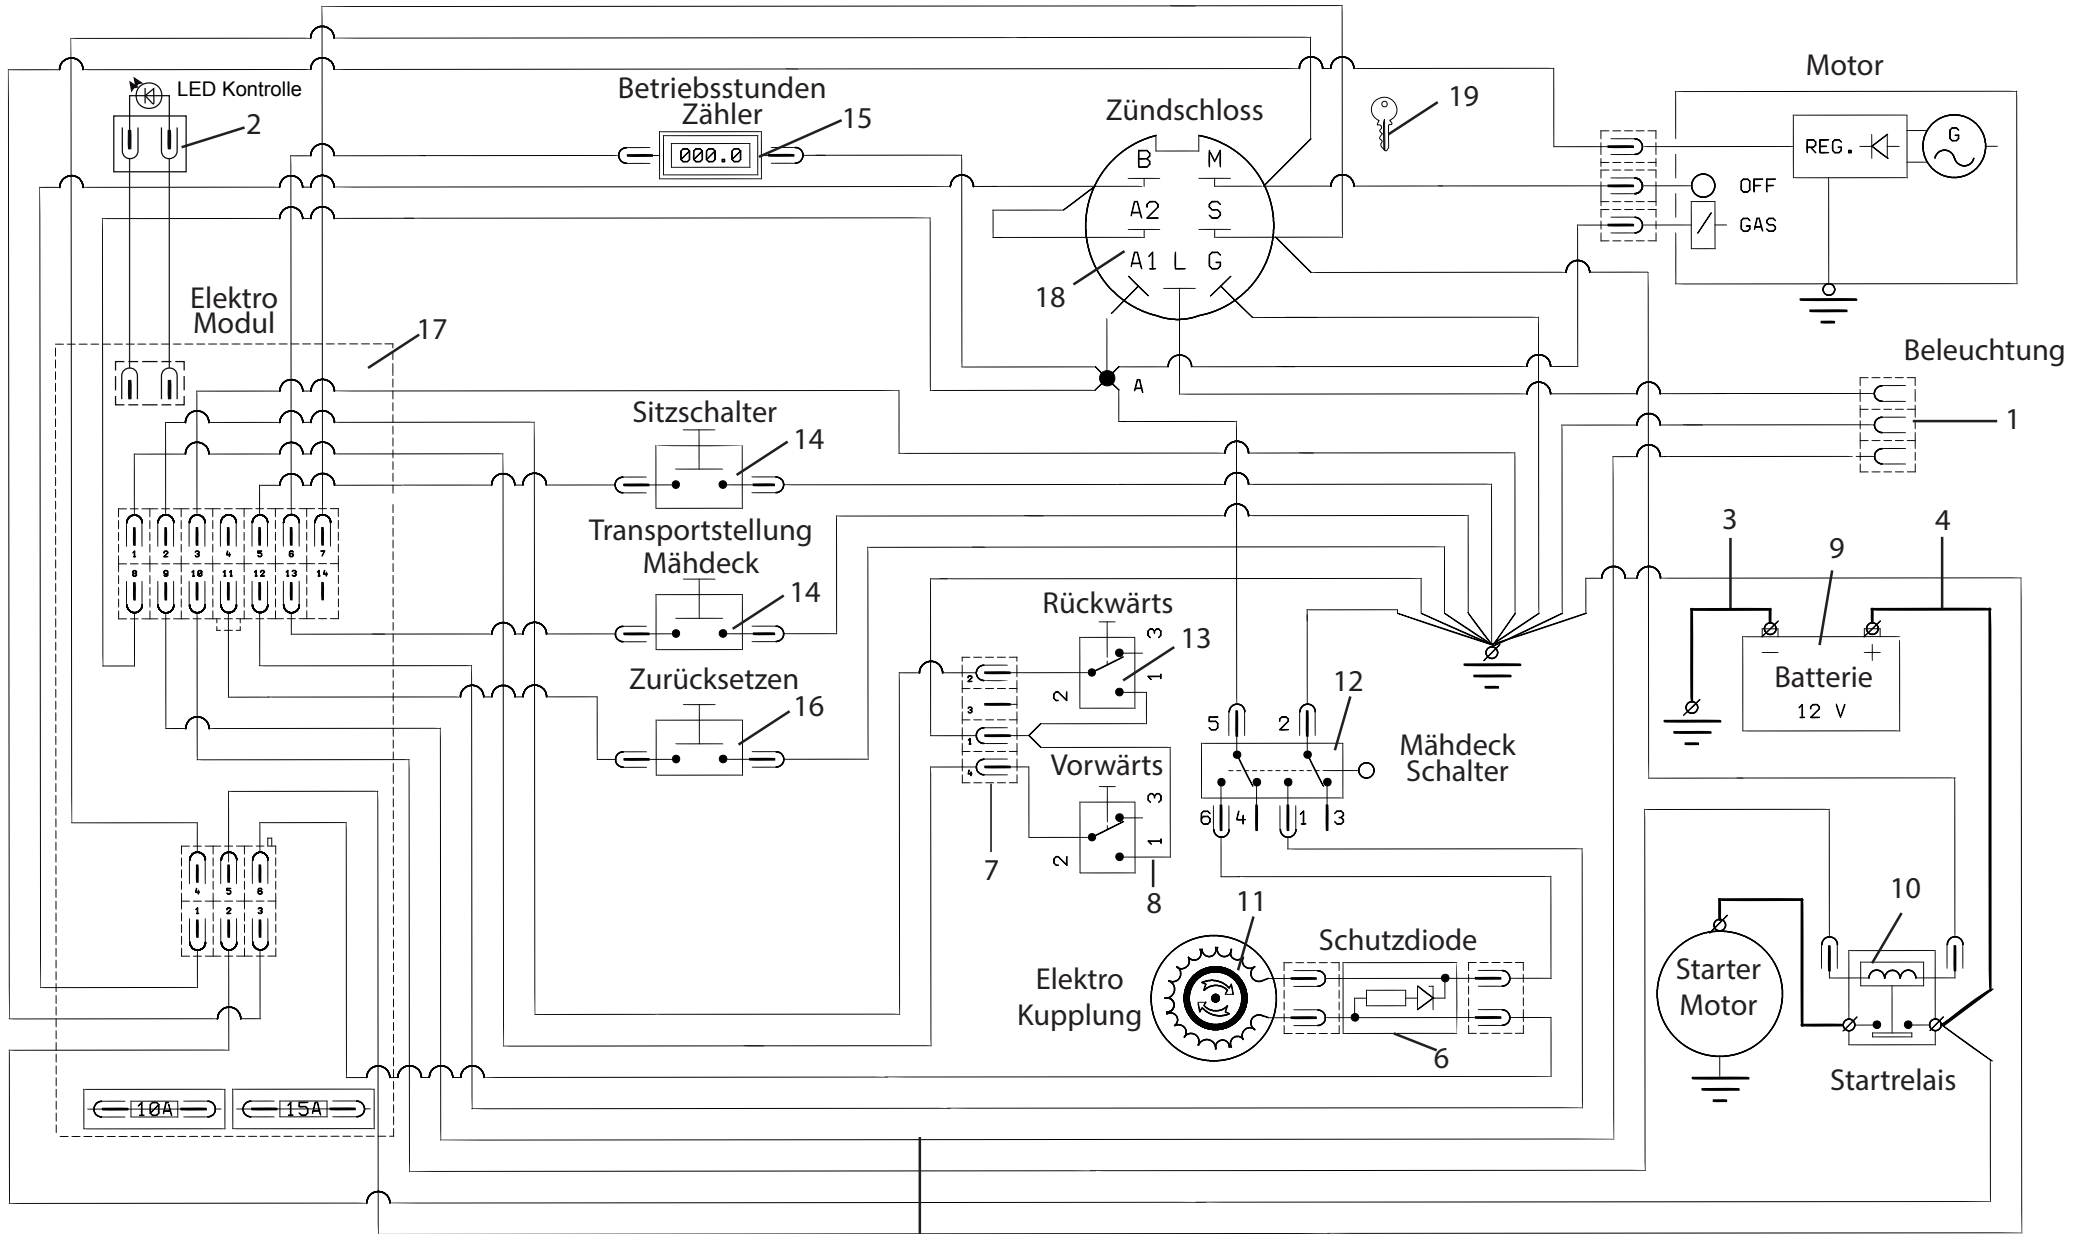 LED Kontrolle
2
Betriebsstunden
Zähler
15
000.0
Zündschloss
19
B M
A2 S
A1 L G
18
Motor
REG.
G
OFF
GAS
Elektro
Modul
17
A
Beleuchtung
1
Sitzschalter
14
Transportstellung
Mähdeck
14
Zurücksetzen
16
1 2 3 4 5 6 7
8 9 10 11 12 13 14
Rückwärts
3
13
1
2
2
3
1
4
7
Vorwärts
3
1
2
8
5 2
12
Mähdeck
Schalter
6 4 1 3
3
4
9
Batterie
12 V
−
+
4 5 6
1 2 3
11
Elektro
Kupplung
Schutzdiode
6
10
Starter
Motor
Startrelais
10A
15A